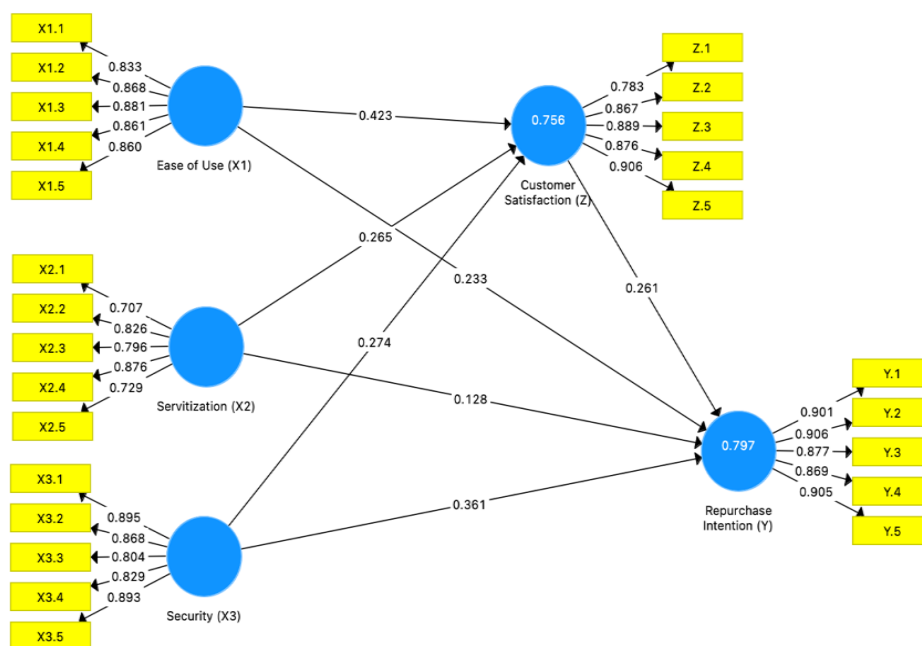 X1.1
X1.2
X1.3
X1.4
X1.5
0.833
0.868
0.881
0.861
0.860
Ease of Use (X1)
0.423
0.265
0.233
0.274
0.756
Customer
Satisfaction (Z)
0.783
0.867
0.889
0.876
0.906
Z.1
Z.2
Z.3
Z.4
Z.5
X2.1
X2.2
X2.3
X2.4
X2.5
0.707
0.826
0.796
0.876
0.729
Servitization (X2)
0.128
0.261
X3.1
X3.2
X3.3
X3.4
X3.5
0.895
0.868
0.804
0.829
0.893
Security (X3)
0.361
0.797
Repurchase
Intention (Y)
0.901
0.906
0.877
0.869
0.905
Y.1
Y.2
Y.3
Y.4
Y.5